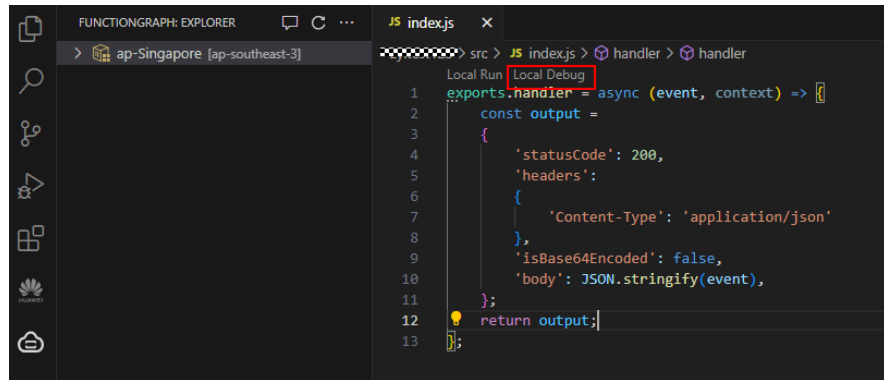 FUNCTIONGRAPH: EXPLORER
ap-Singapore [ap-southeast-3]
HUAWEI
JS index.js
src > JS index.js > handler > handler
Local Run | Local Debug
1 exports.handler = async (event, context) => {
2 const output =
3 {
4 'statusCode': 200,
5 'headers':
6 {
7 'Content-Type': 'application/json'
8 },
9 'isBase64Encoded': false,
10 'body': JSON.stringify(event),
11 };
12 return output;
13 };